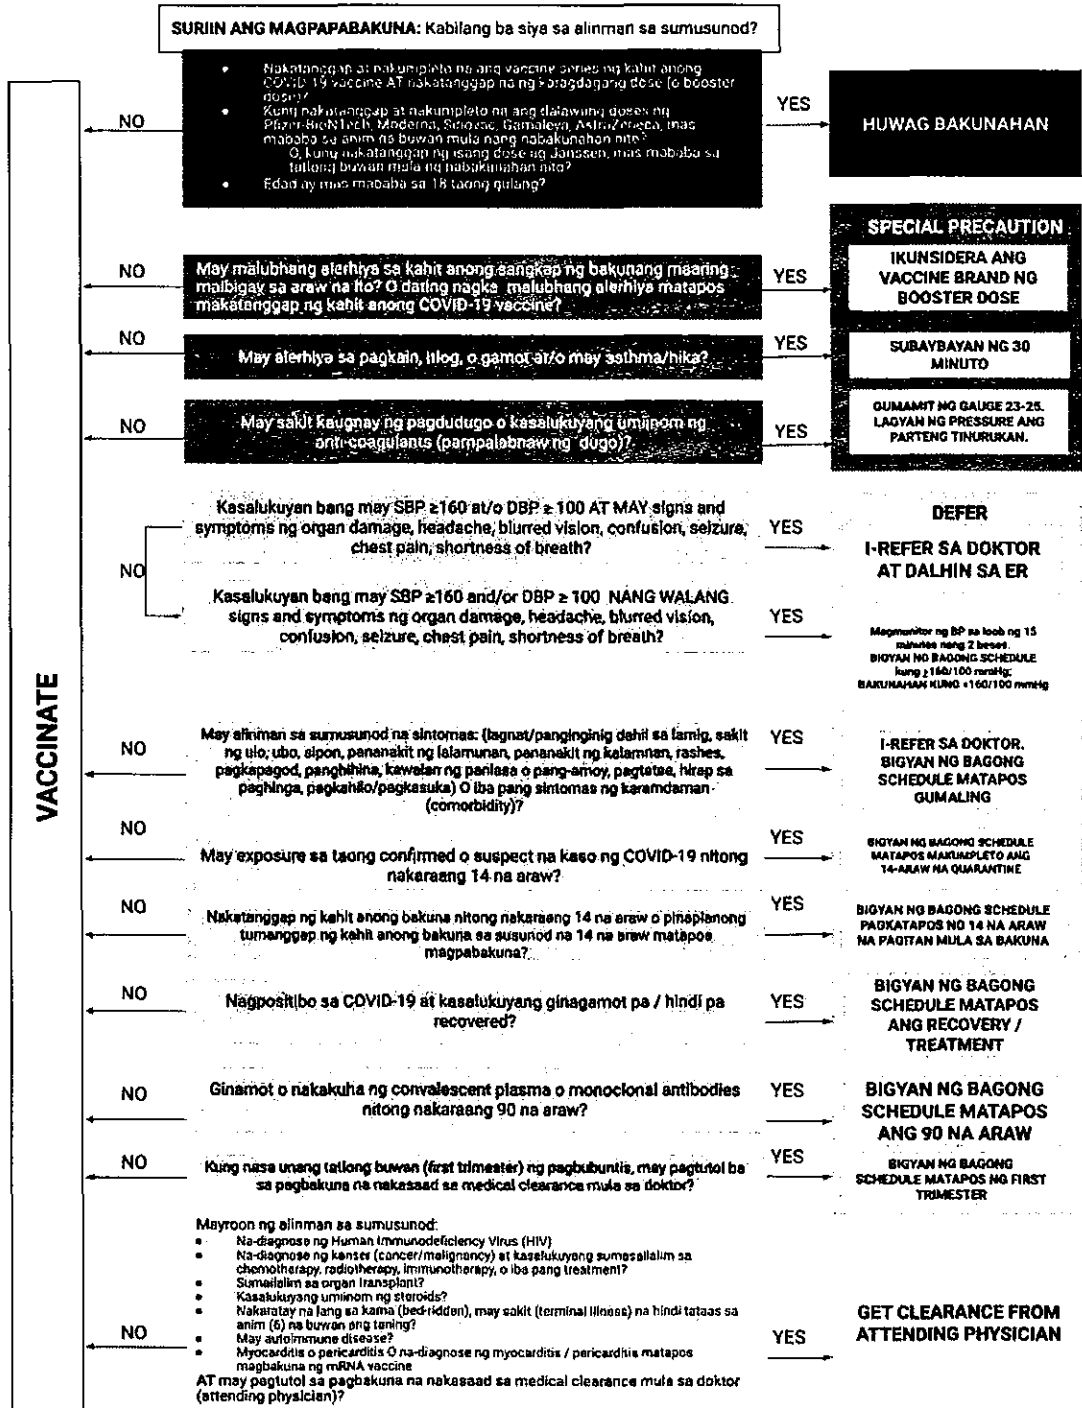 SURIIN ANG MAGPAPABAKUNA: Kabilang ba siya sa alinman sa sumusunod?
• Nakatanggap at nakumpleto na ang vaccine series ng kahit anong
COVID-19 vaccine AT nakatanggap na ng karagdagang dose (o booster
dose)?
• Kung nakatanggap at nakumpleto na ang dalawang doses ng
Pfizer-BioNTech, Moderna, Sinovac, Gamaleya, AstraZeneca, mas
mababa sa anim na buwan mula nang nabakunahan nito?
O, kung nakatanggap ng isang dose ng Janssen, mas mababa sa
tatlong buwan mula ng nabakunahan nito?
• Edad ay mas mababa sa 18 taong gulang?
NO
YES
HUWAG BAKUNAHAN
SPECIAL PRECAUTION
NO
May malubhang alerhiya sa kahit anong sangkap ng bakunang maaring
maibigay sa araw na ito? O dating nagka malubhang alerhiya matapos
makatanggap ng kahit anong COVID-19 vaccine?
YES
IKUNSIDERA ANG
VACCINE BRAND NG
BOOSTER DOSE
NO
May alerhiya sa pagkain, itlog, o gamot at/o may asthma/hika?
YES
SUBAYBAYAN NG 30
MINUTO
NO
May sakit kaugnay ng pagdudugo o kasalukuyang umiinom ng
anti-coagulants (pampalabnaw ng dugo)?
YES
GUMAMIT NG GAUGE 23-25.
LAGYAN NG PRESSURE ANG
PARTENG TINURUKAN.
Kasalukuyan bang may SBP ≥160 at/o DBP ≥ 100 AT MAY signs and
symptoms ng organ damage, headache, blurred vision, confusion, seizure,
chest pain, shortness of breath?
YES
DEFER
I-REFER SA DOKTOR
AT DALHIN SA ER
NO
Kasalukuyan bang may SBP ≥160 and/or DBP ≥ 100 NANG WALANG
signs and symptoms ng organ damage, headache, blurred vision,
confusion, seizure, chest pain, shortness of breath?
YES
Magmonitor ng BP sa loob ng 15
minutes nang 2 beses.
BIGYAN NG BAGONG SCHEDULE
kung ≥160/100 mmHg;
BAKUNAHAN KUNG <160/100 mmHg
VACCINATE
NO
May alinman sa sumusunod na sintomas: (lagnat/panginginig dahil sa lamig, sakit
ng ulo, ubo, sipon, pananakit ng lalamunan, pananakit ng kalamnan, rashes,
pagkapagod, panghihina, kawalan ng panlasa o pang-amoy, pagtatae, hirap sa
paghinga, pagkahilo/pagkasuka) O iba pang sintomas ng karamdaman
(comorbidity)?
YES
I-REFER SA DOKTOR.
BIGYAN NG BAGONG
SCHEDULE MATAPOS
GUMALING
NO
May exposure sa taong confirmed o suspect na kaso ng COVID-19 nitong
nakaraang 14 na araw?
YES
BIGYAN NG BAGONG SCHEDULE
MATAPOS MAKUMPLETO ANG
14-ARAW NA QUARANTINE
NO
Nakatanggap ng kahit anong bakuna nitong nakaraang 14 na araw o pinaplanong
tumanggap ng kahit anong bakuna sa susunod na 14 na araw matapos
magpabakuna?
YES
BIGYAN NG BAGONG SCHEDULE
PAGKATAPOS NG 14 NA ARAW
NA PAGITAN MULA SA BAKUNA
NO
Nagpositibo sa COVID-19 at kasalukuyang ginagamot pa / hindi pa
recovered?
YES
BIGYAN NG BAGONG
SCHEDULE MATAPOS
ANG RECOVERY /
TREATMENT
NO
Ginamot o nakakuha ng convalescent plasma o monoclonal antibodies
nitong nakaraang 90 na araw?
YES
BIGYAN NG BAGONG
SCHEDULE MATAPOS
ANG 90 NA ARAW
NO
Kung nasa unang tatlong buwan (first trimester) ng pagbubuntis, may pagtutol ba
sa pagbakuna na nakasaad sa medical clearance mula sa doktor?
YES
BIGYAN NG BAGONG
SCHEDULE MATAPOS NG FIRST
TRIMESTER
Mayroon ng alinman sa sumusunod:
• Na-diagnose ng Human Immunodeficiency Virus (HIV)
• Na-diagnose ng kanser (cancer/malignancy) at kasalukuyang sumasailalim sa
chemotherapy, radiotherapy, immunotherapy, o iba pang treatment?
• Sumailalim sa organ transplant?
• Kasalukuyang umiinom ng steroids?
• Nakaratay na lang sa kama (bed-ridden), may sakit (terminal illness) na hindi tataas sa
anim (6) na buwan ang taning?
• May autoimmune disease?
• Myocarditis o pericarditis O na-diagnose ng myocarditis / pericarditis matapos
magbakuna ng mRNA vaccine
AT may pagtutol sa pagbakuna na nakasaad sa medical clearance mula sa doktor
(attending physician)?
NO
YES
GET CLEARANCE FROM
ATTENDING PHYSICIAN